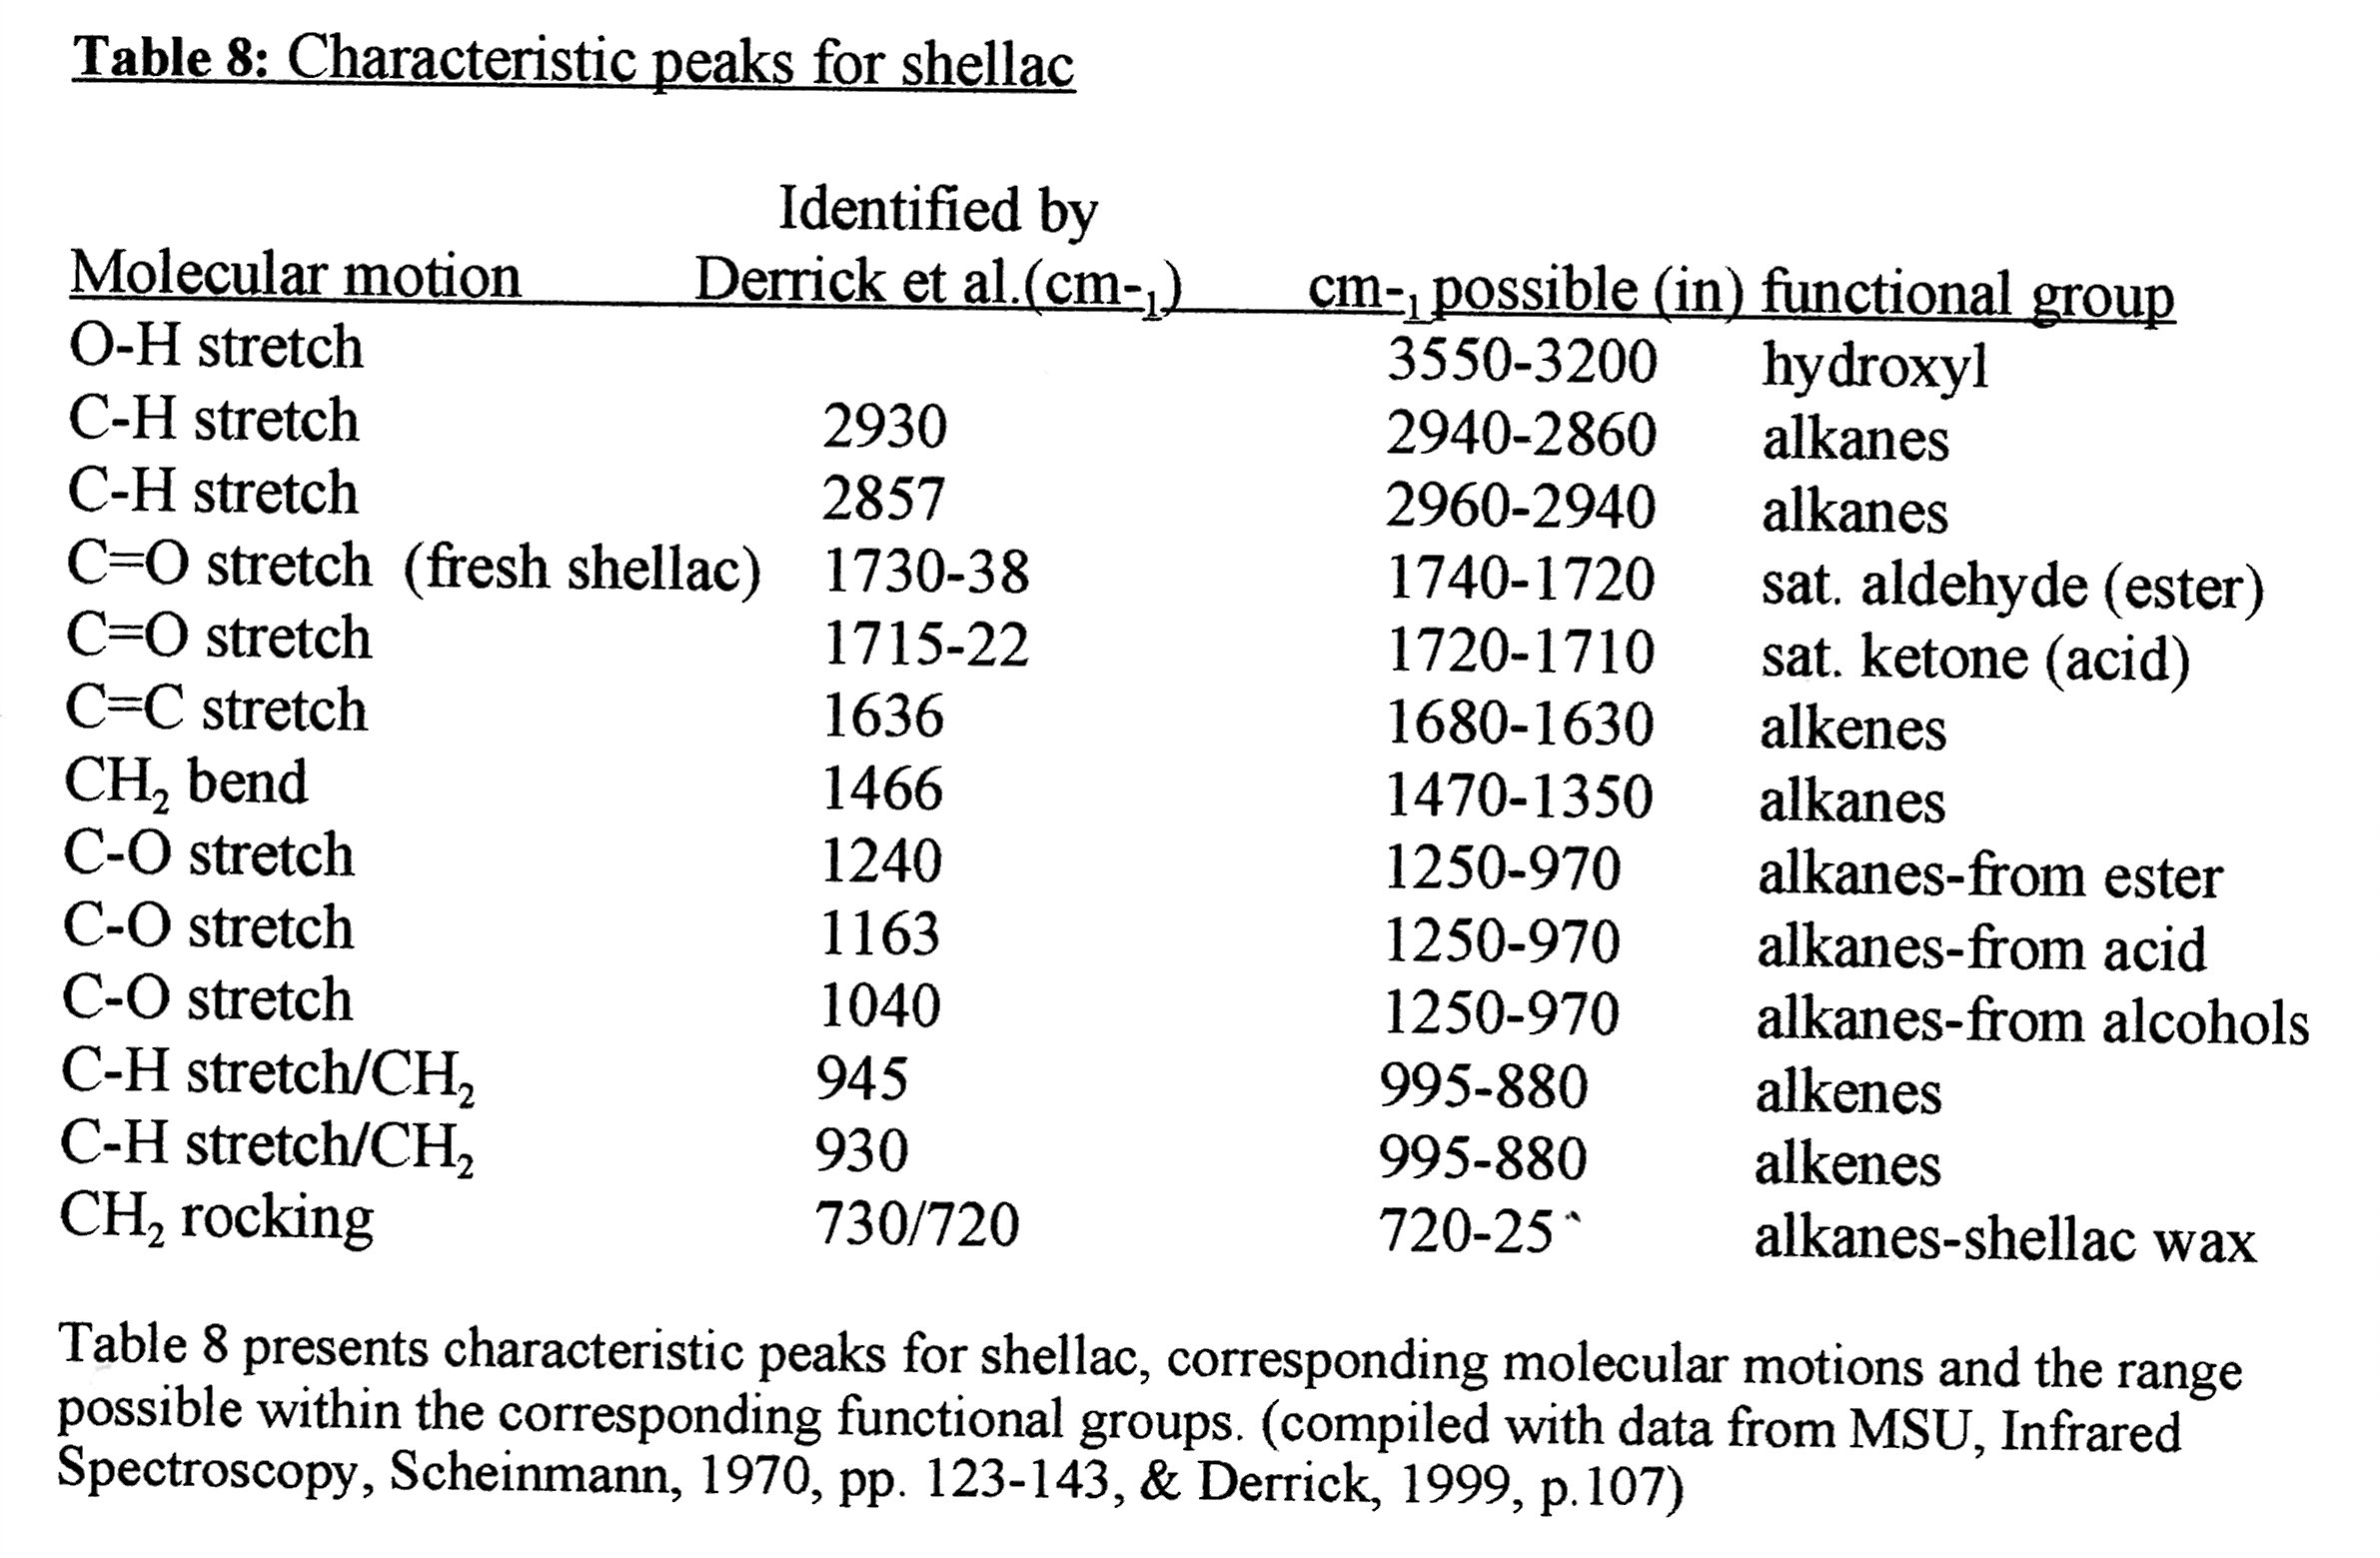 Table 8: Characteristic peaks for shellac
Identified by
Molecular motion Derrick et al.(cm-₁) cm-₁ possible (in) functional group
O-H stretch 3550-3200 hydroxyl
C-H stretch 2930 2940-2860 alkanes
C-H stretch 2857 2960-2940 alkanes
C=O stretch (fresh shellac) 1730-38 1740-1720 sat. aldehyde (ester)
C=O stretch 1715-22 1720-1710 sat. ketone (acid)
C=C stretch 1636 1680-1630 alkenes
CH₂ bend 1466 1470-1350 alkanes
C-O stretch 1240 1250-970 alkanes-from ester
C-O stretch 1163 1250-970 alkanes-from acid
C-O stretch 1040 1250-970 alkanes-from alcohols
C-H stretch/CH₂ 945 995-880 alkenes
C-H stretch/CH₂ 930 995-880 alkenes
CH₂ rocking 730/720 720-25 alkanes-shellac wax
Table 8 presents characteristic peaks for shellac, corresponding molecular motions and the range
possible within the corresponding functional groups. (compiled with data from MSU, Infrared
Spectroscopy, Scheinmann, 1970, pp. 123-143, & Derrick, 1999, p.107)